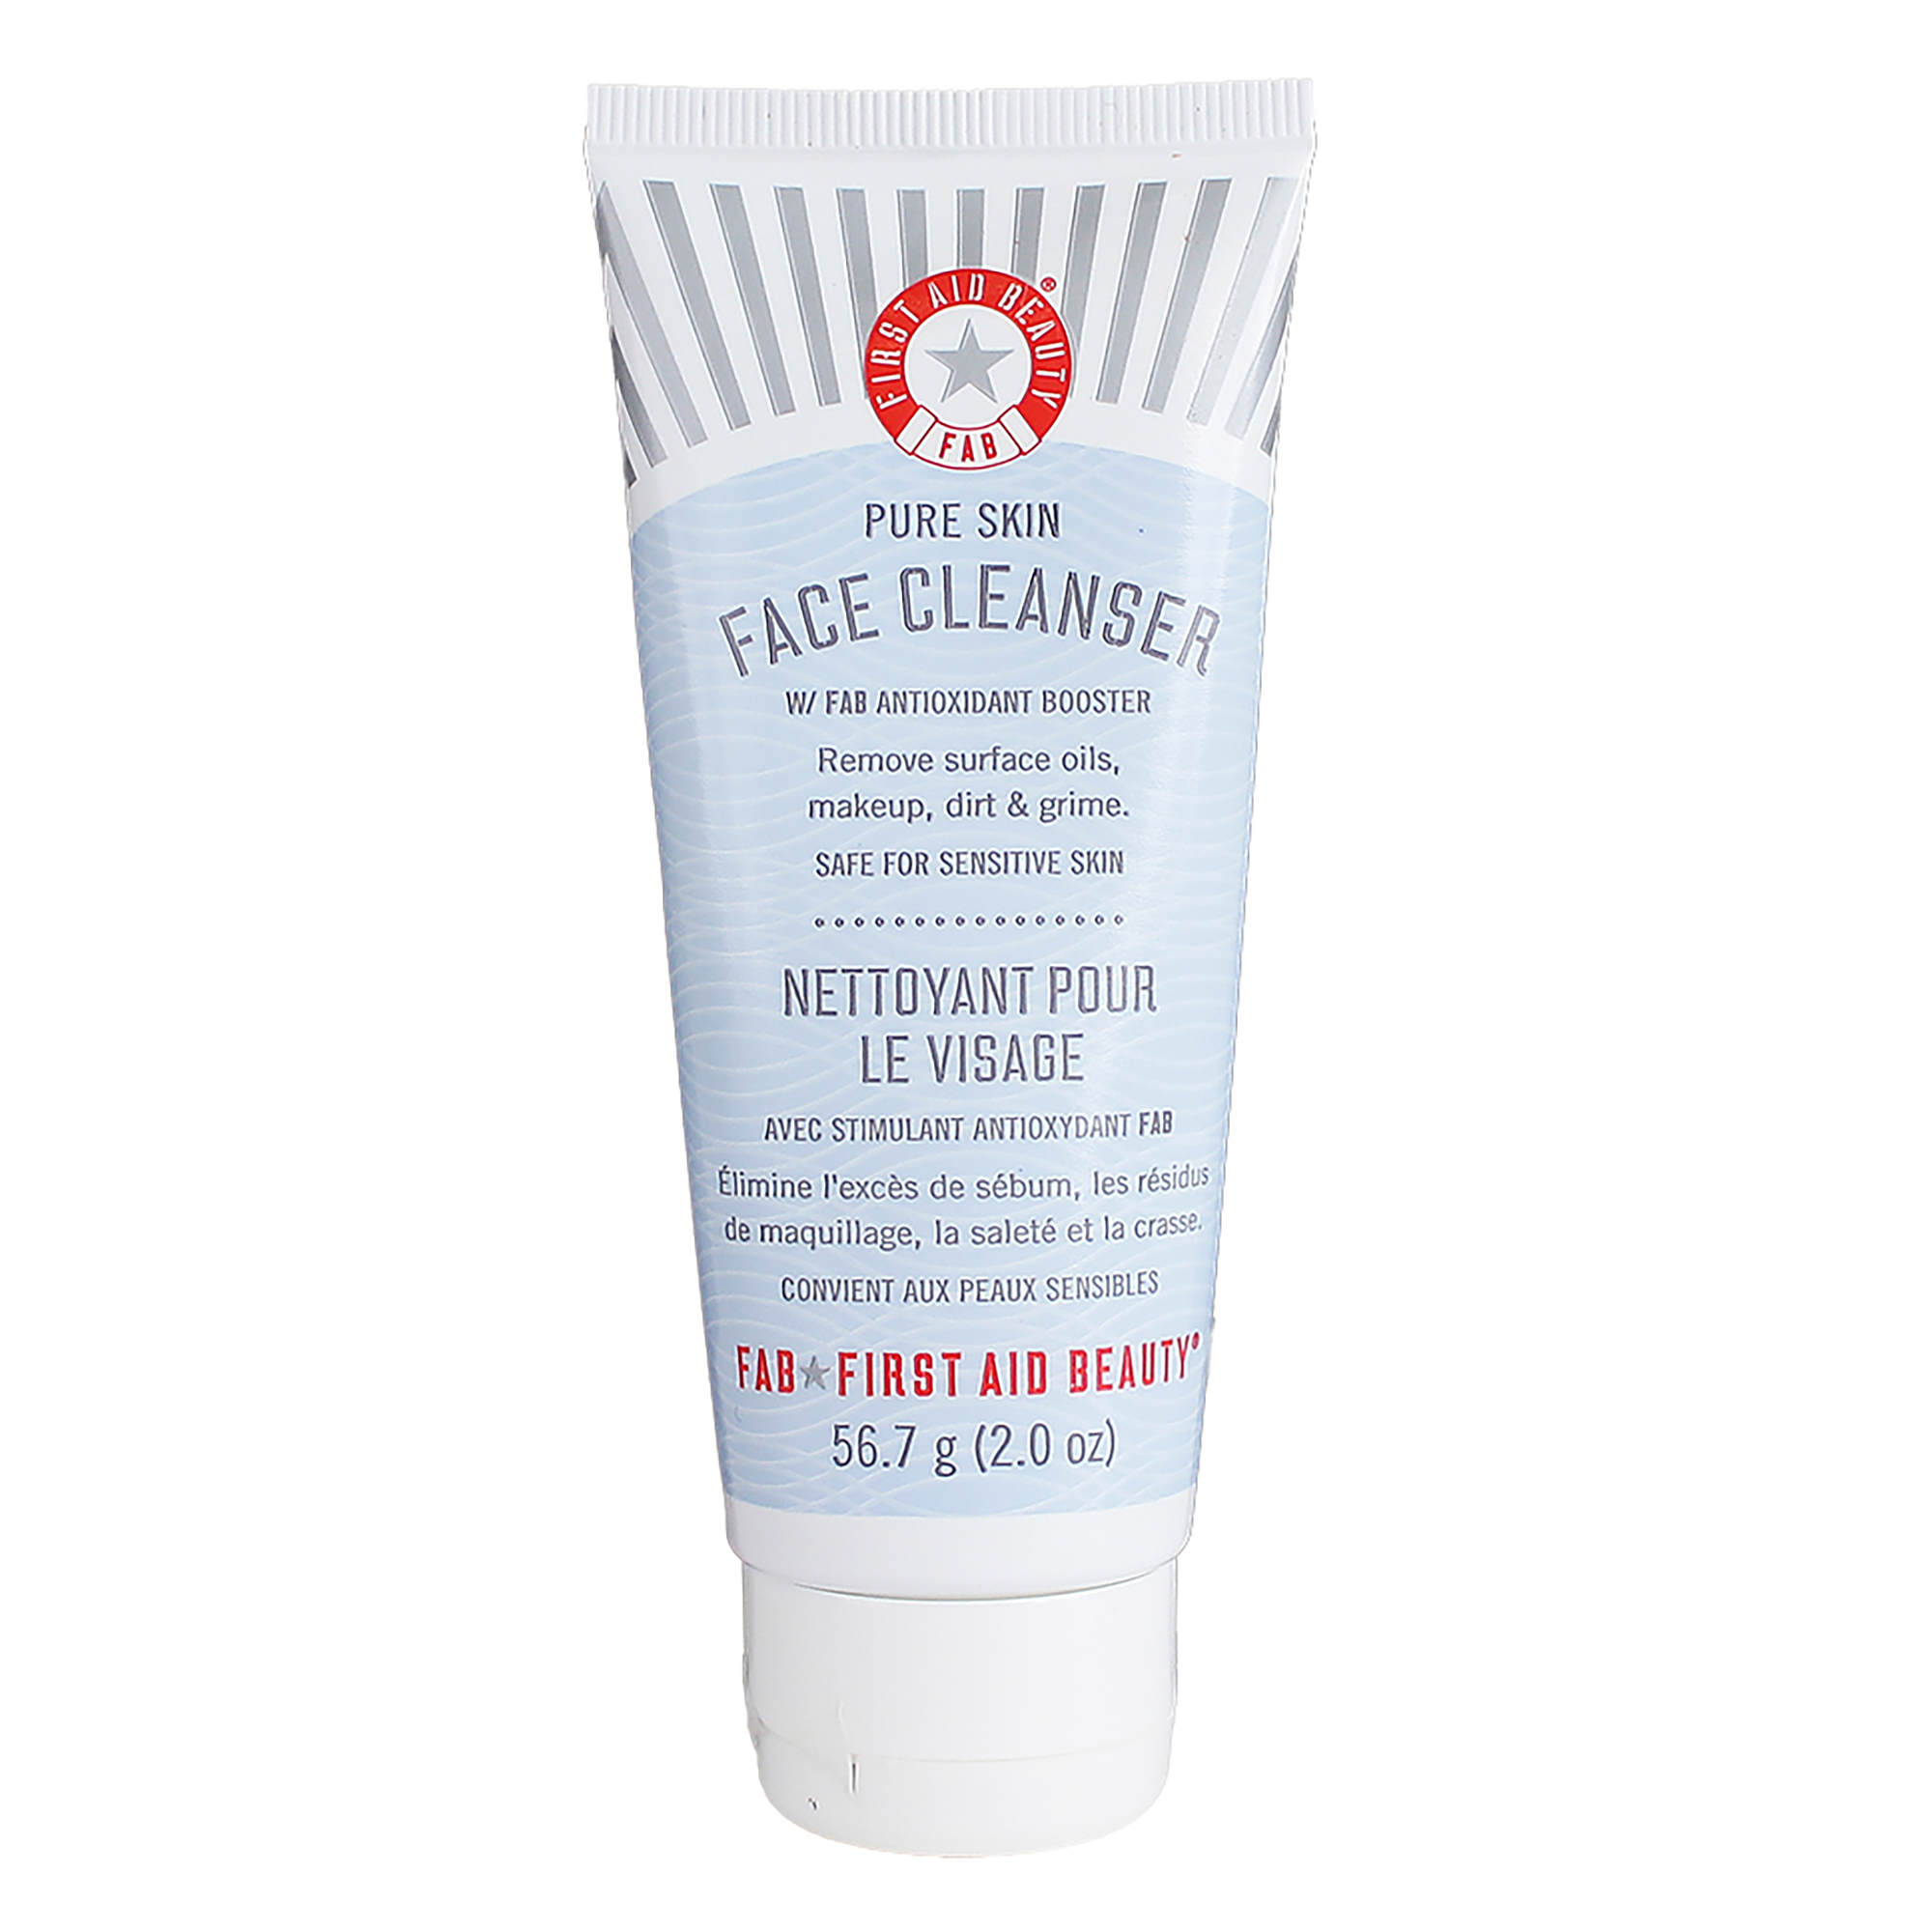 FIRST AID BEAUTY®
FAB
PURE SKIN
FACE CLEANSER
W/ FAB ANTIOXIDANT BOOSTER
Remove surface oils,
makeup, dirt & grime.
SAFE FOR SENSITIVE SKIN
NETTOYANT POUR
LE VISAGE
AVEC STIMULANT ANTIOXYDANT FAB
Élimine l'excès de sébum, les résidus
de maquillage, la saleté et la crasse.
CONVIENT AUX PEAUX SENSIBLES
FAB★FIRST AID BEAUTY®
56.7 g (2.0 oz)